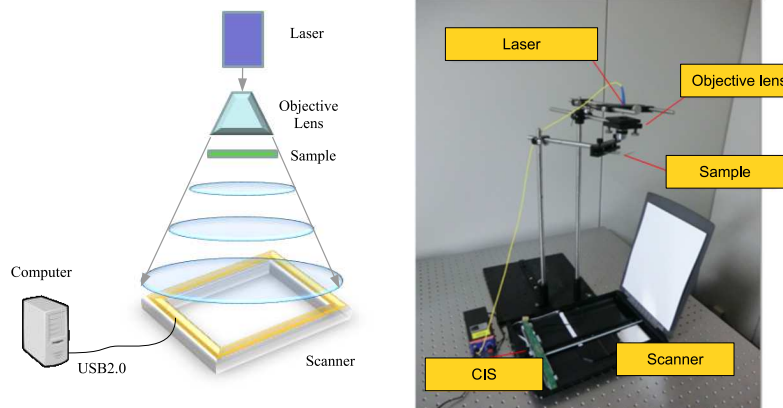 Laser
Objective
Lens
Sample
Computer
USB2.0
Scanner
Laser
Objective lens
Sample
Scanner
CIS